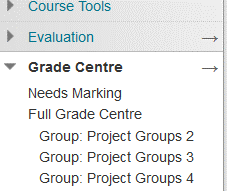 Course Tools
Evaluation →
Grade Centre →
Needs Marking
Full Grade Centre
Group: Project Groups 2
Group: Project Groups 3
Group: Project Groups 4